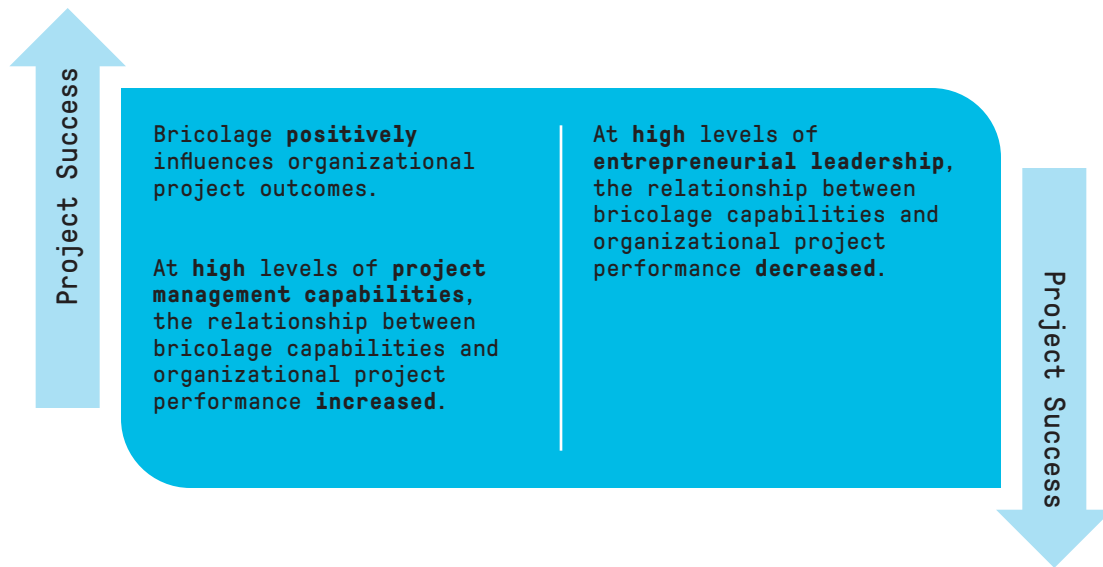 Project Success
Bricolage positively
influences organizational
project outcomes.
At high levels of project
management capabilities,
the relationship between
bricolage capabilities and
organizational project
performance increased.
At high levels of
entrepreneurial leadership,
the relationship between
bricolage capabilities and
organizational project
performance decreased.
Project Success